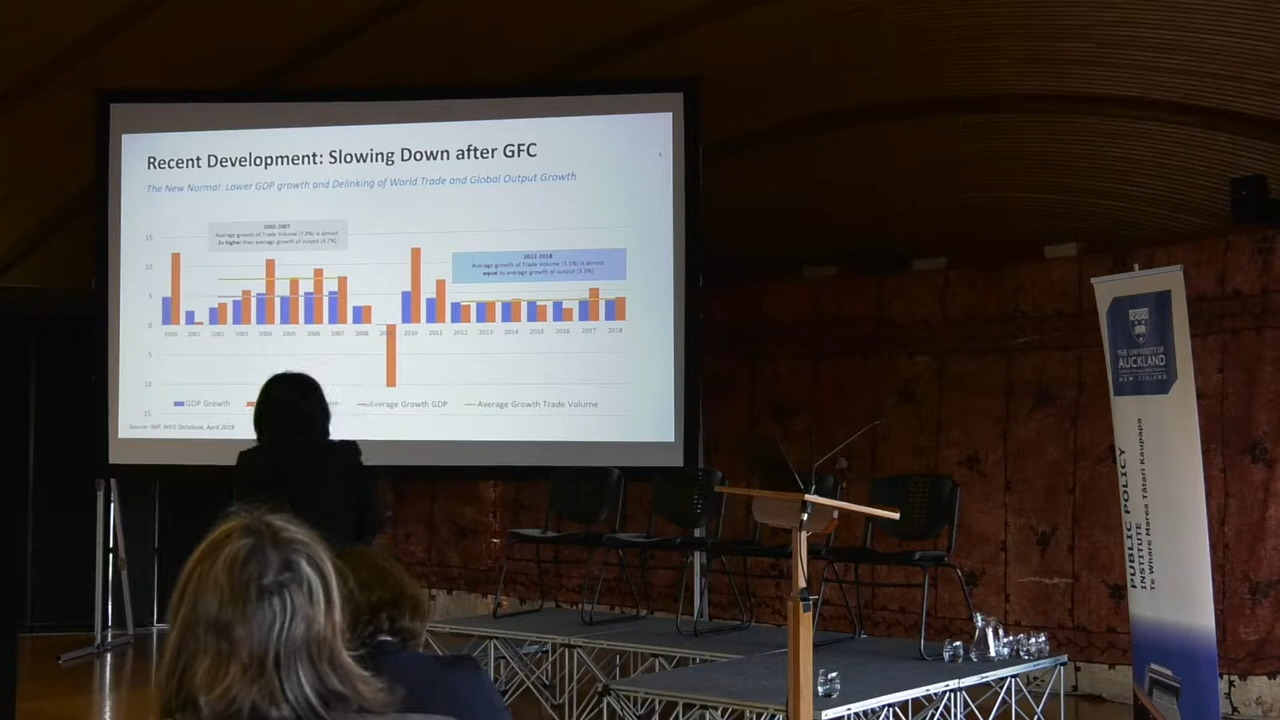 Recent Development: Slowing Down after GFC
The New Normal: Lower GDP growth and Delinking of World Trade and Global Output Growth
2001-2007
Average growth of Trade Volume (7.8%) is almost
2x higher than average growth of output (4.7%)
2012-2018
Average growth of Trade Volume (3.5%) is almost
equal to average growth of output (3.5%)
15
10
5
0
2000 2001 2002 2003 2004 2005 2006 2007 2008 2010 2011 2012 2013 2014 2015 2016 2017 2018
-5
10
15
GDP Growth Average Growth GDP Average Growth Trade Volume
Source: IMF, WEO Database, April 2019
THE UNIVERSITY OF
AUCKLAND
NEW ZEALAND
PUBLIC POLICY
INSTITUTE
Te Whare Marea Tātari Kaupapa